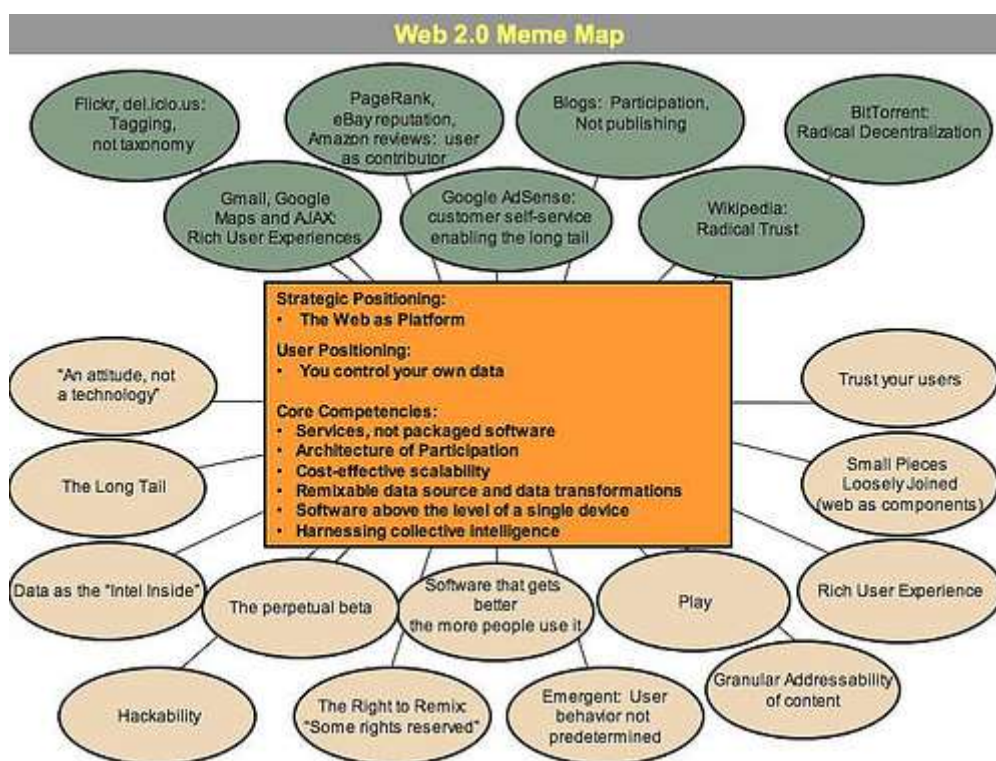 Web 2.0 Meme Map
Flickr, del.icio.us:
Tagging,
not taxonomy
PageRank,
eBay reputation,
Amazon reviews: user
as contributor
Blogs: Participation,
Not publishing
BitTorrent:
Radical Decentralization
Gmail, Google
Maps and AJAX:
Rich User Experiences
Google AdSense:
customer self-service
enabling the long tail
Wikipedia:
Radical Trust
Strategic Positioning:
• The Web as Platform
User Positioning:
• You control your own data
Core Competencies:
• Services, not packaged software
• Architecture of Participation
• Cost-effective scalability
• Remixable data source and data transformations
• Software above the level of a single device
• Harnessing collective intelligence
"An attitude, not
a technology"
Trust your users
The Long Tail
Small Pieces
Loosely Joined
(web as components)
Data as the "Intel Inside"
The perpetual beta
Software that gets
better
the more people use it
Play
Rich User Experience
Hackability
The Right to Remix:
"Some rights reserved"
Emergent: User
behavior not
predetermined
Granular Addressability
of content